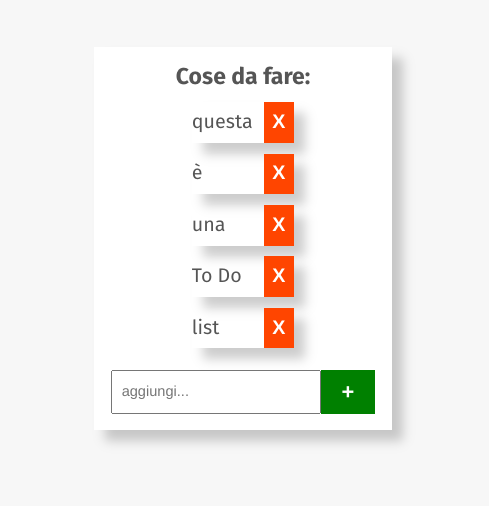 Cose da fare:
questa X
è X
una X
To Do X
list X
aggiungi... +